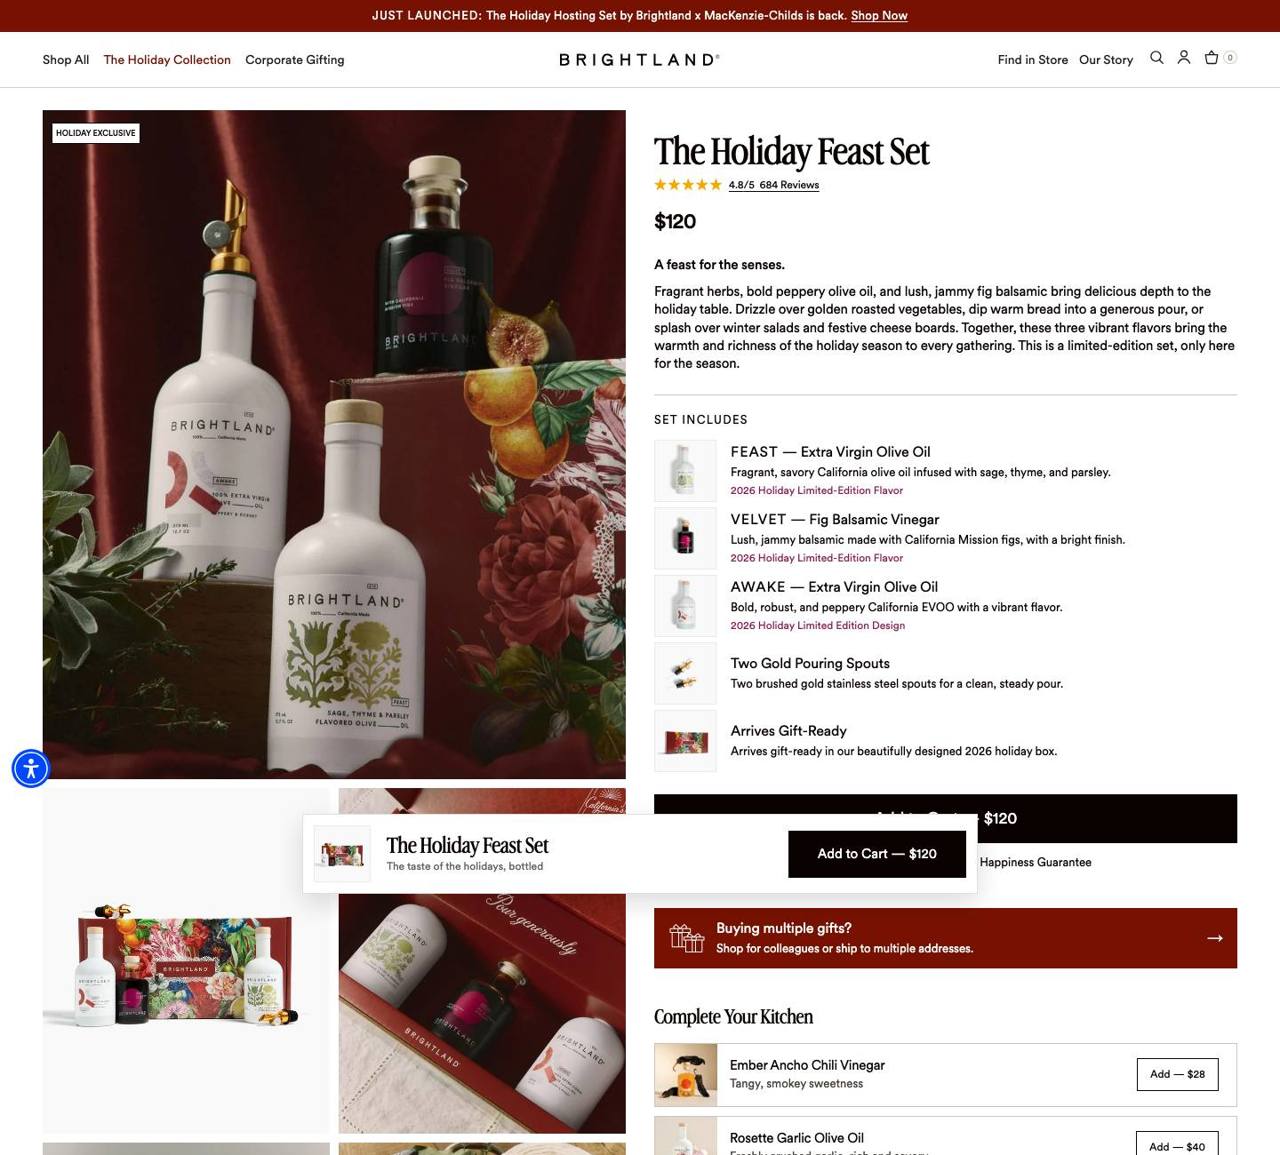 JUST LAUNCHED: The Holiday Hosting Set by Brightland x MacKenzie-Childs is back. Shop Now
Shop All
The Holiday Collection
Corporate Gifting
BRIGHTLAND®
Find in Store
Our Story
0
HOLIDAY EXCLUSIVE
BRIGHTLAND
BRIGHTLAND®
100% California Made
AWAKE
100% EXTRA VIRGIN
BRIGHTLAND®
100% California Made
FEAST
SAGE, THYME & PARSLEY
FLAVORED OLIVE OIL
The Holiday Feast Set
4.8/5 684 Reviews
$120
A feast for the senses.
Fragrant herbs, bold peppery olive oil, and lush, jammy fig balsamic bring delicious depth to the
holiday table. Drizzle over golden roasted vegetables, dip warm bread into a generous pour, or
splash over winter salads and festive cheese boards. Together, these three vibrant flavors bring the
warmth and richness of the holiday season to every gathering. This is a limited-edition set, only here
for the season.
SET INCLUDES
FEAST — Extra Virgin Olive Oil
Fragrant, savory California olive oil infused with sage, thyme, and parsley.
2026 Holiday Limited-Edition Flavor
VELVET — Fig Balsamic Vinegar
Lush, jammy balsamic made with California Mission figs, with a bright finish.
2026 Holiday Limited-Edition Flavor
AWAKE — Extra Virgin Olive Oil
Bold, robust, and peppery California EVOO with a vibrant flavor.
2026 Holiday Limited Edition Design
Two Gold Pouring Spouts
Two brushed gold stainless steel spouts for a clean, steady pour.
Arrives Gift-Ready
Arrives gift-ready in our beautifully designed 2026 holiday box.
$120
The Holiday Feast Set
The taste of the holidays, bottled
Add to Cart — $120
Happiness Guarantee
BRIGHTLAND
Pour generously
BRIGHTLAND
Buying multiple gifts?
Shop for colleagues or ship to multiple addresses.
Complete Your Kitchen
Ember Ancho Chili Vinegar
Tangy, smokey sweetness
Add — $28
Rosette Garlic Olive Oil
Add — $40